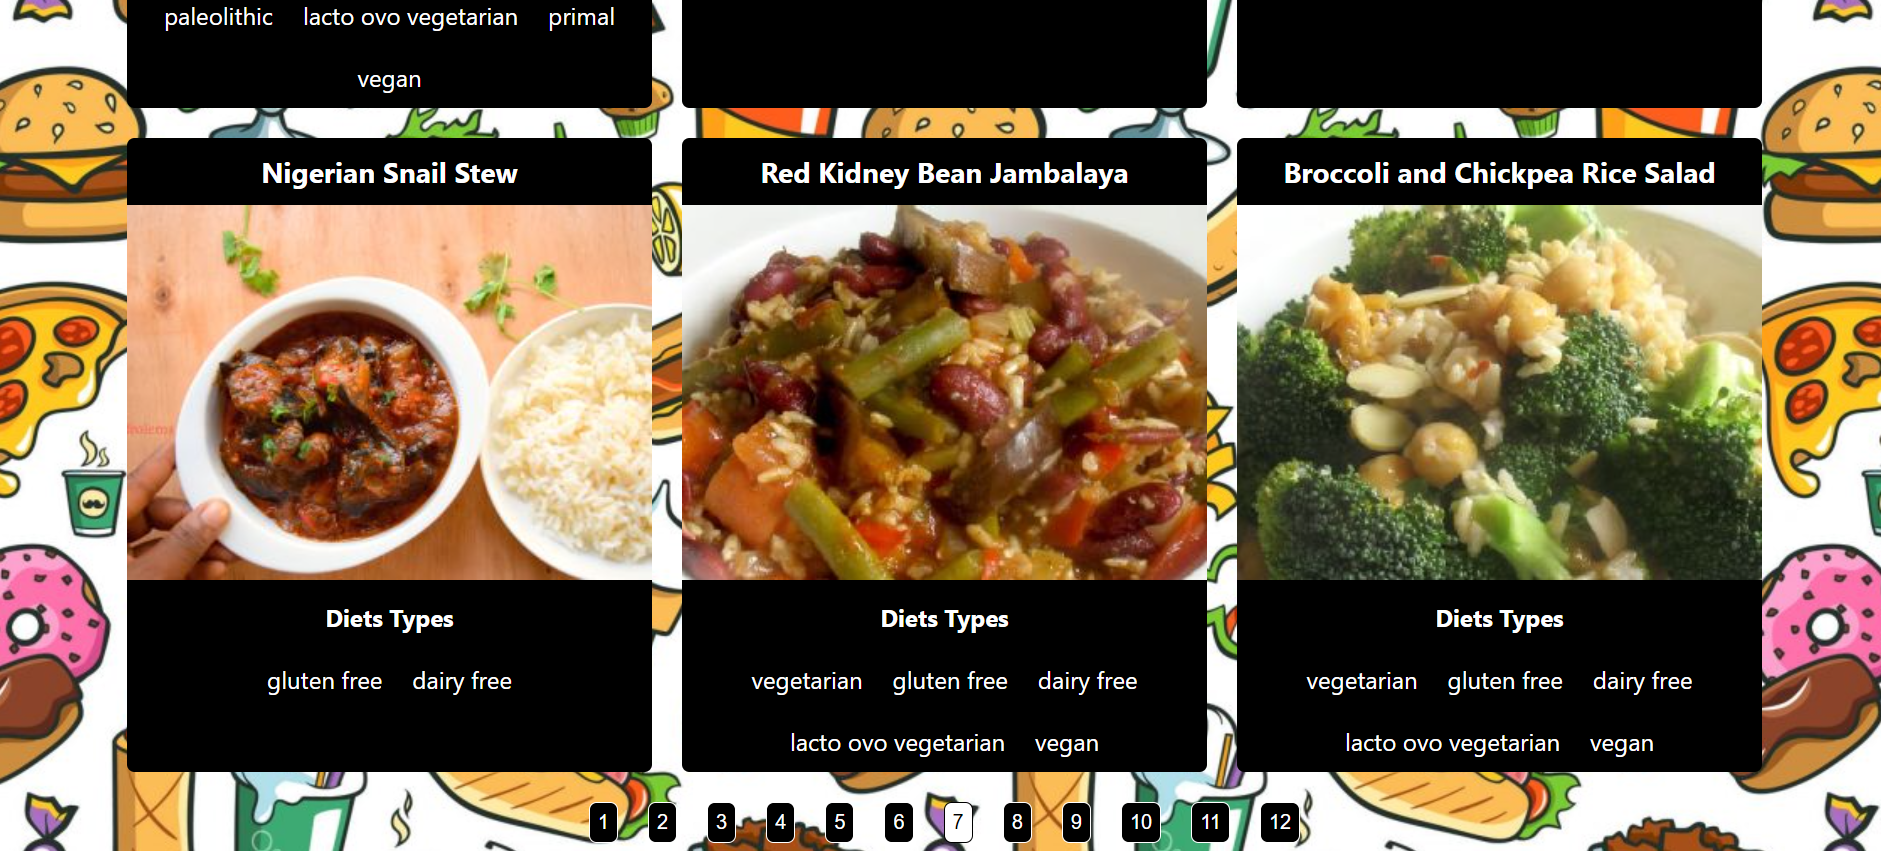 paleolithic lacto ovo vegetarian primal
vegan
Nigerian Snail Stew
Red Kidney Bean Jambalaya
Broccoli and Chickpea Rice Salad
Diets Types
gluten free dairy free
Diets Types
vegetarian gluten free dairy free
lacto ovo vegetarian vegan
Diets Types
vegetarian gluten free dairy free
lacto ovo vegetarian vegan
1 2 3 4 5 6 7 8 9 10 11 12